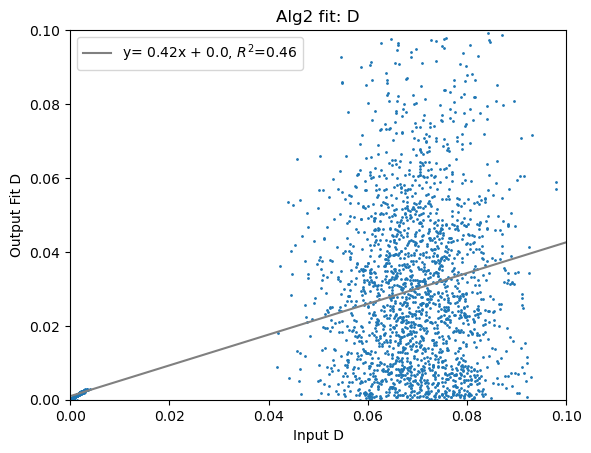 Alg2 fit: D
y= 0.42x + 0.0, R²=0.46
Output Fit D
0.10
0.08
0.06
0.04
0.02
0.00
0.00 0.02 0.04 0.06 0.08 0.10
Input D